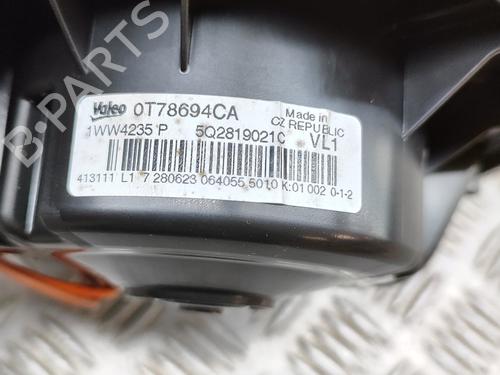 B-PARTS
Valeo 0T78694CA Made in
CZ REPUBLIC
1WW4235 P 5Q2819021C VL1
413111 L1 7 280623 064055 5010 K:01 002 0-1-2